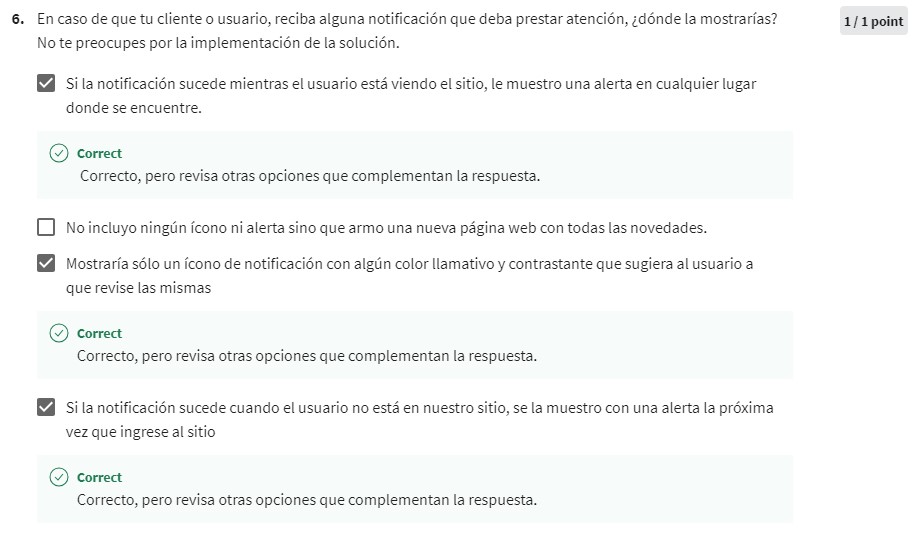 6. En caso de que tu cliente o usuario, reciba alguna notificación que deba prestar atención, ¿dónde la mostrarías?
1 / 1 point
No te preocupes por la implementación de la solución.
Si la notificación sucede mientras el usuario está viendo el sitio, le muestro una alerta en cualquier lugar
donde se encuentre.
Correct
Correcto, pero revisa otras opciones que complementan la respuesta.
No incluyo ningún ícono ni alerta sino que armo una nueva página web con todas las novedades.
Mostraría sólo un ícono de notificación con algún color llamativo y contrastante que sugiera al usuario a
que revise las mismas
Correct
Correcto, pero revisa otras opciones que complementan la respuesta.
Si la notificación sucede cuando el usuario no está en nuestro sitio, se la muestro con una alerta la próxima
vez que ingrese al sitio
Correct
Correcto, pero revisa otras opciones que complementan la respuesta.